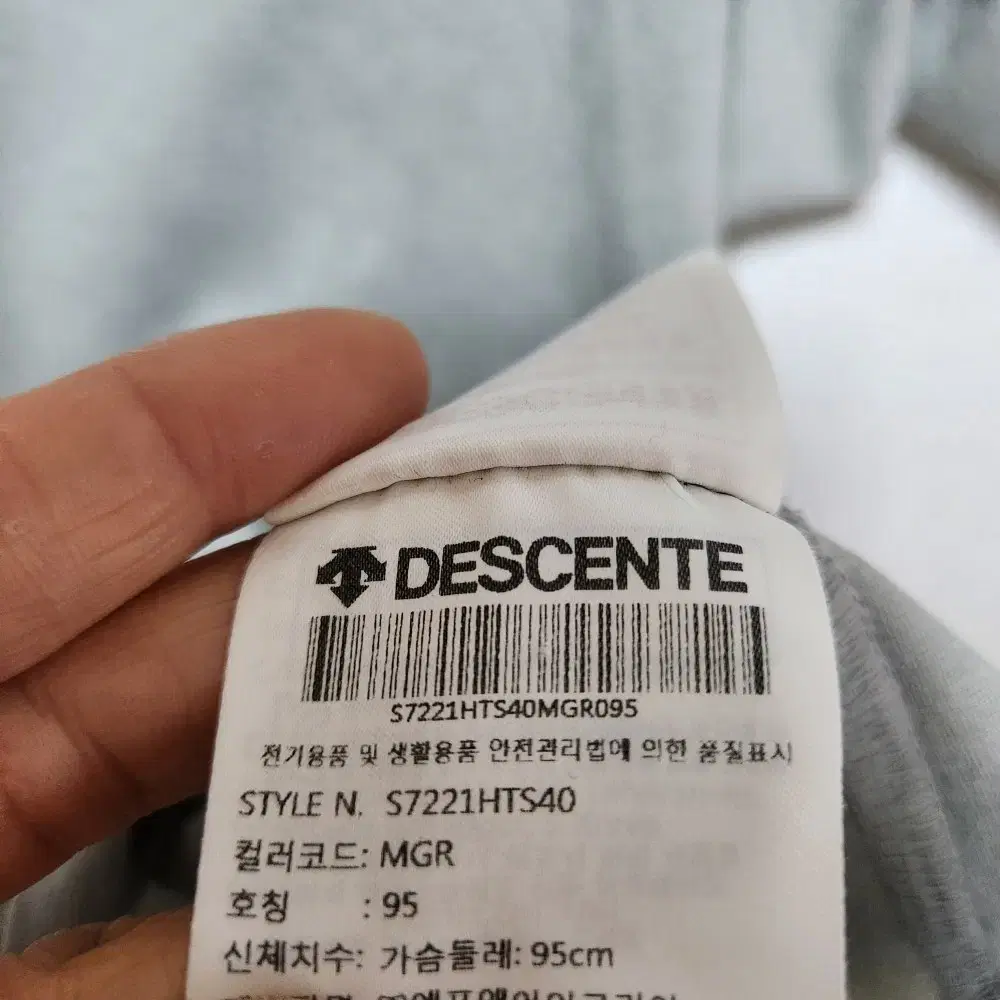 DESCENTE
S7221HTS40MGR095
전기용품 및 생활용품 안전관리법에 의한 품질표시
STYLE N. S7221HTS40
컬러코드: MGR
호칭 : 95
신체치수: 가슴둘레: 95cm